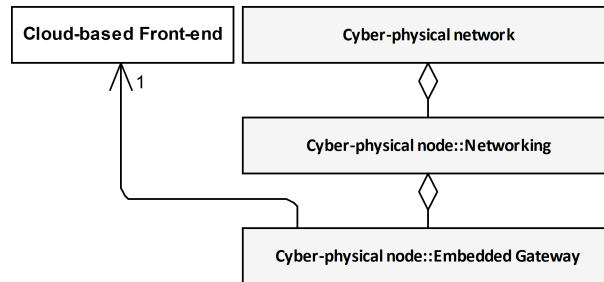 Cloud-based Front-end
Cyber-physical network
1
Cyber-physical node::Networking
Cyber-physical node::Embedded Gateway